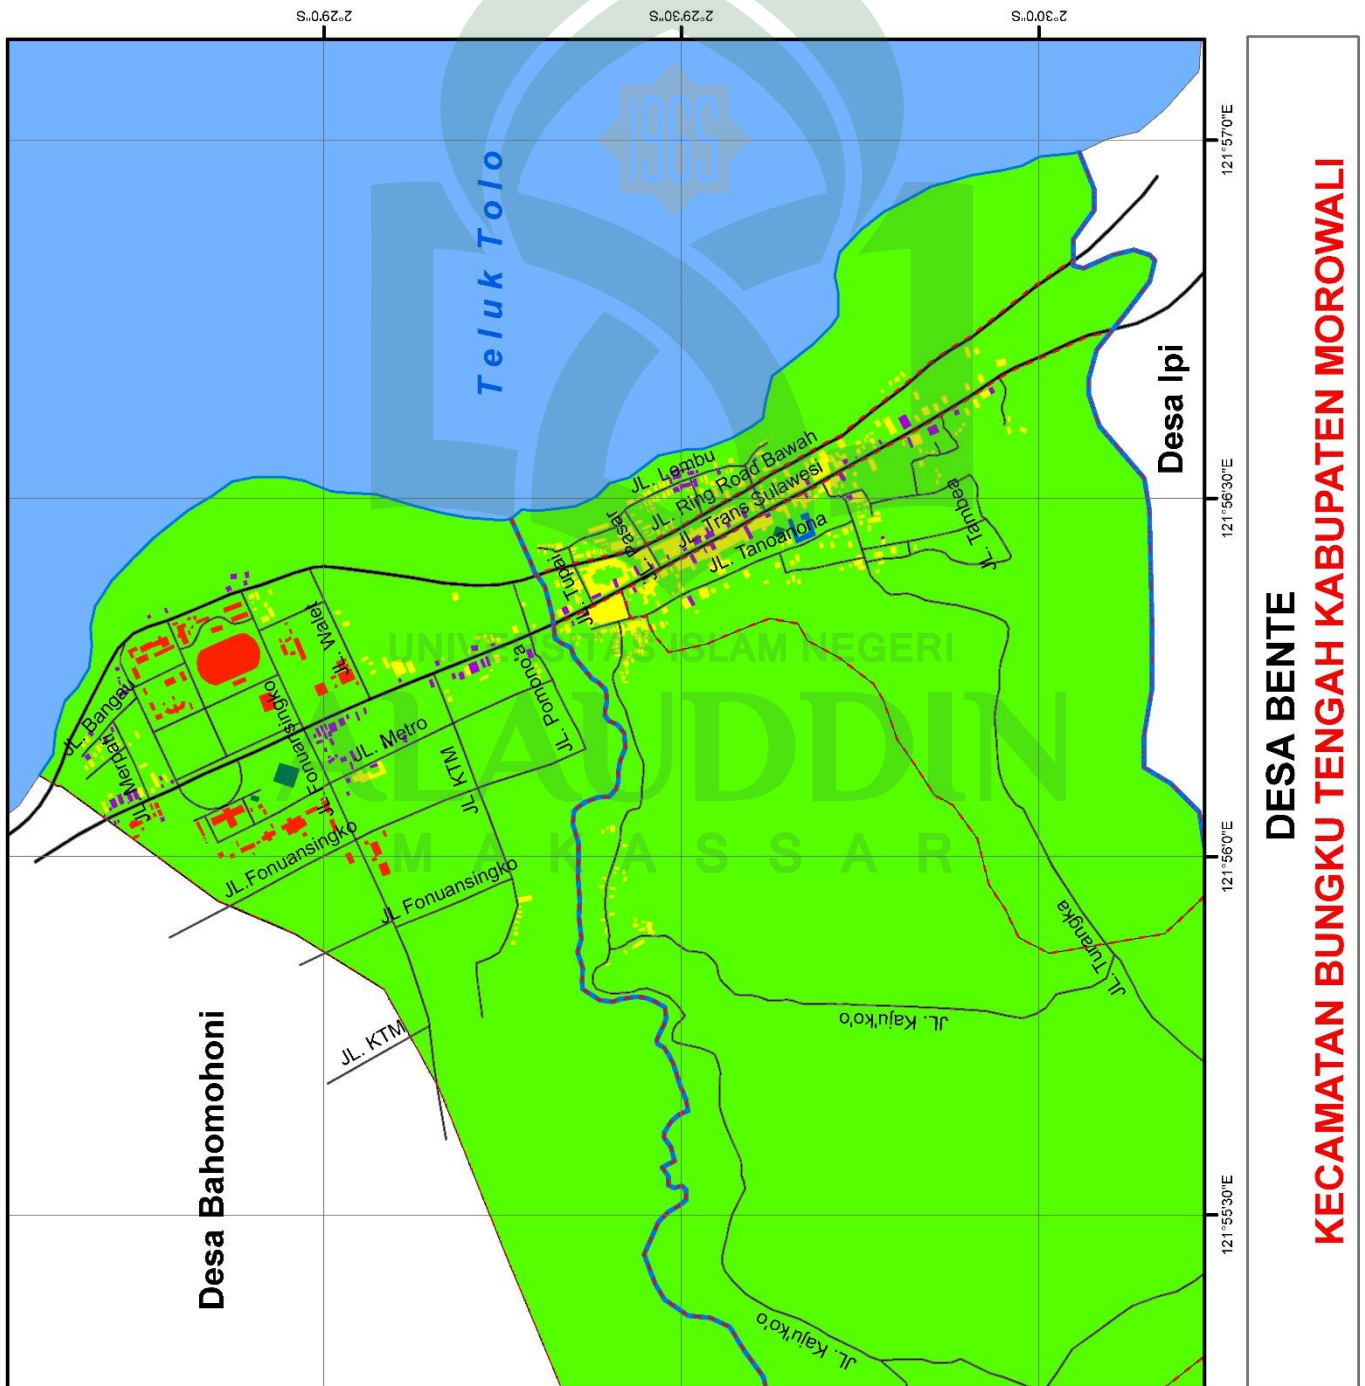 2°29'0"S
2°29'30"S
2°30'0"S
121°57'0"E
121°56'30"E
121°56'0"E
121°55'30"E
Teluk Tolo
1965
UNIVERSITAS ISLAM NEGERI
ALAUDDIN
MAKASSAR
Desa Ipi
Desa Bahomohoni
JL. Lembu
JL. Ring Road Bawah
JL. Trans Sulawesi
JL. Tanoanona
JL. Pasar
JL. Tupai
JL. Tambea
JL. Walet
JL. Bangau
JL. Merpati
JL. Fonuansingko
JL. Metro
JL. Pombno'a
JL. KTM
JL.Fonuansingko
JL Fonuansingko
JL. KTM
JL. Kaju'ko'o
JL. Turangka
JL. Kaju'ko'o
DESA BENTE
KECAMATAN BUNGKU TENGAH KABUPATEN MOROWALI